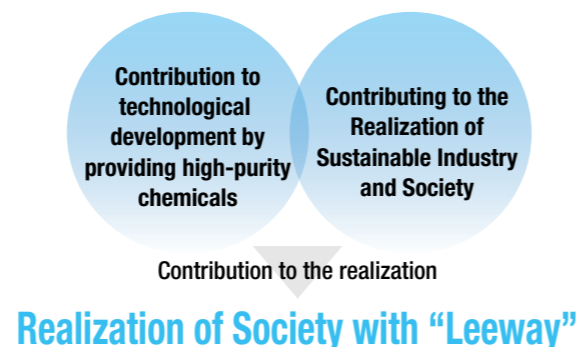 Contribution to
technological
development by
providing high-purity
chemicals
Contributing to the
Realization of
Sustainable Industry
and Society
Contribution to the realization
Realization of Society with “Leeway”